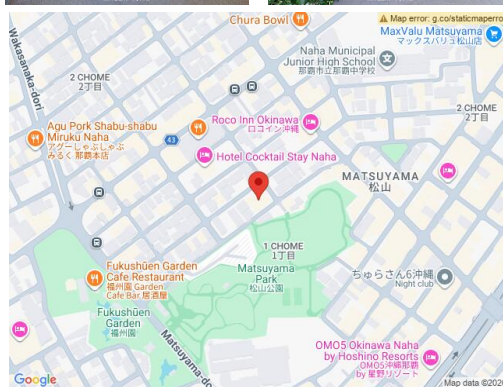 Chura Bowl
Map error: g.co/staticmaperro
MaxValu Matsuyama
マックスバリュ松山店
Wakasanaka-dori
Naha Municipal
Junior High School
那覇市立那覇中学校
2 CHOME
2丁目
2 CHOME
2丁目
Agu Pork Shabu-shabu
Miruku Naha
アグーしゃぶしゃぶ
みるく 那覇本店
43
Roco Inn Okinawa
ロコイン沖縄
Hotel Cocktail Stay Naha
MATSUYAMA
松山
1 CHOME
1丁目
Matsuyama
Park
松山公園
Fukushūen Garden
Cafe Restaurant
福州園 Garden
Cafe Bar 居酒屋
Fukushūen
Garden
福州園
ちゅらさん6沖縄
Night club
Matsuyama-do
OMO5 Okinawa Naha
by Hoshino Resorts
OMO5沖縄那覇
by 星野リゾート
Google
Map data ©202